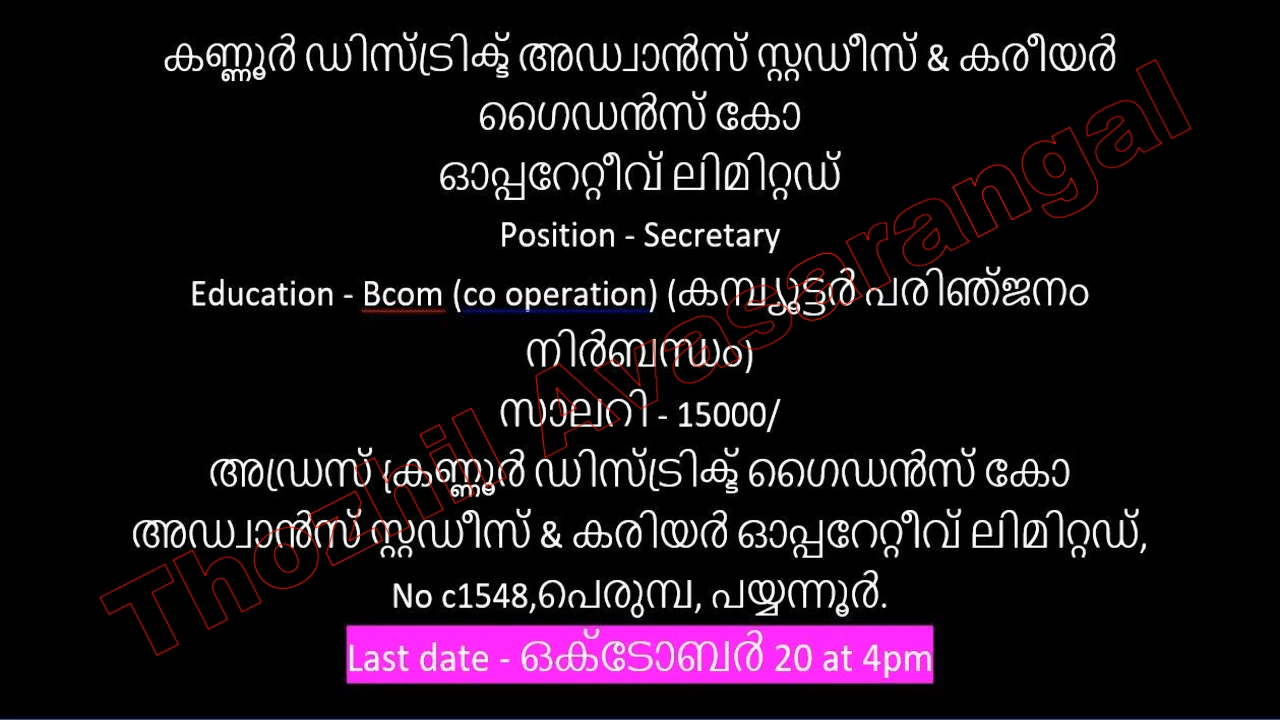 കണ്ണൂർ ഡിസ്ട്രിക്ട് അഡ്വാൻസ് സ്റ്റഡീസ് & കരീയർ
ഗൈഡൻസ് കോ
ഓപ്പറേറ്റീവ് ലിമിറ്റഡ്
Position - Secretary
Education - Bcom (co operation) (കമ്പ്യൂട്ടർ പരിഞ്ജനം
നിർബന്ധം)
സാലറി - 15000/
അഡ്രസ് (കണ്ണൂർ ഡിസ്ട്രിക്ട് ഗൈഡൻസ് കോ
അഡ്വാൻസ് സ്റ്റഡീസ് & കരിയർ ഓപ്പറേറ്റീവ് ലിമിറ്റഡ്,
No c1548,പെരുമ്പ, പയ്യന്നൂർ.
Last date - ഒക്ടോബർ 20 at 4pm
Thozhil Avasarangal